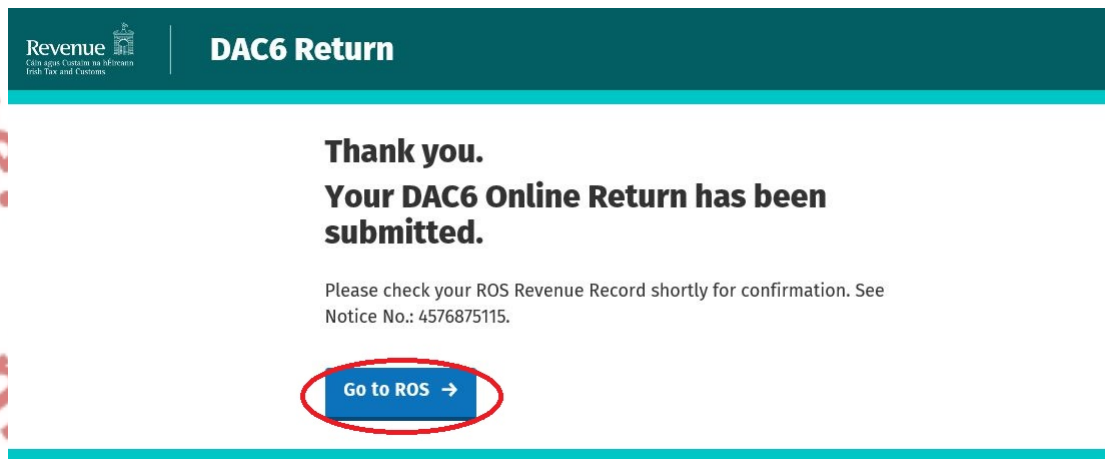 Revenue
Cáin agus Custaim na hÉireann
Irish Tax and Customs
DAC6 Return
Thank you.
Your DAC6 Online Return has been
submitted.
Please check your ROS Revenue Record shortly for confirmation. See
Notice No.: 4576875115.
Go to ROS →